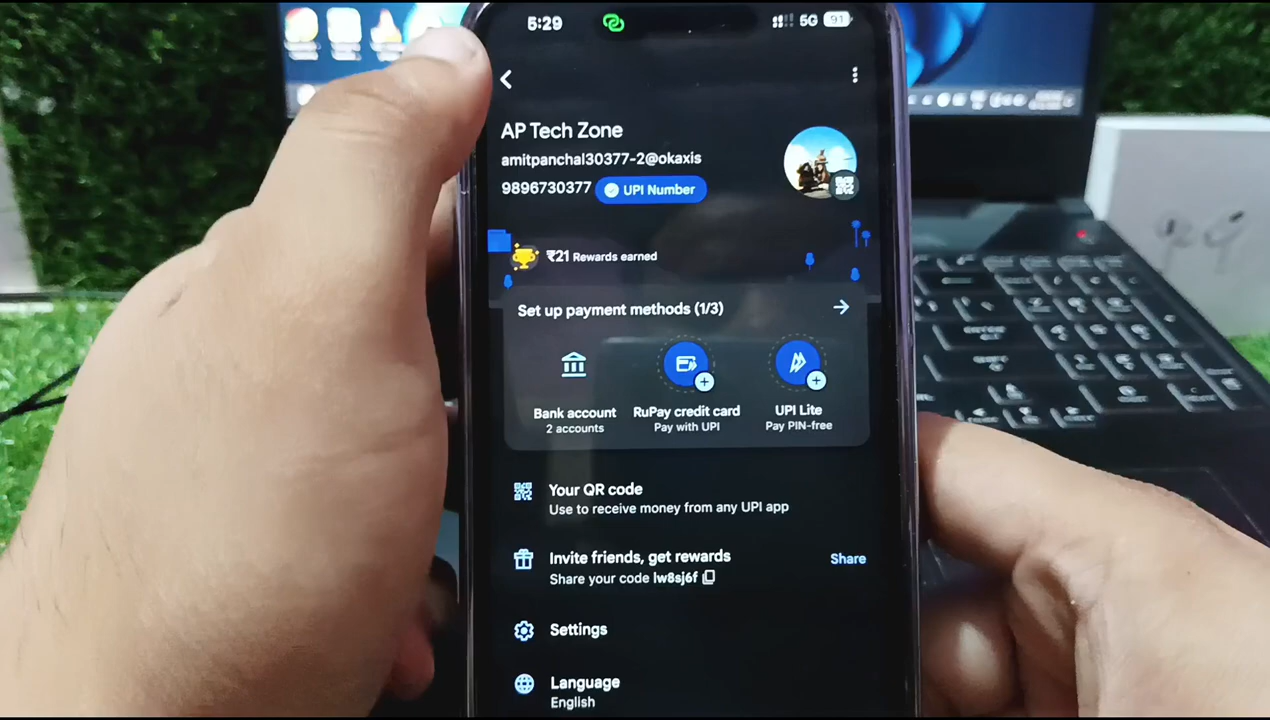 5:29
5G 91
AP Tech Zone
amitpanchal30377-2@okaxis
9896730377 UPI Number
₹21 Rewards earned
Set up payment methods (1/3)
Bank account
2 accounts
RuPay credit card
Pay with UPI
UPI Lite
Pay PIN-free
Your QR code
Use to receive money from any UPI app
Invite friends, get rewards
Share
Share your code lw8sj6f
Settings
Language
English